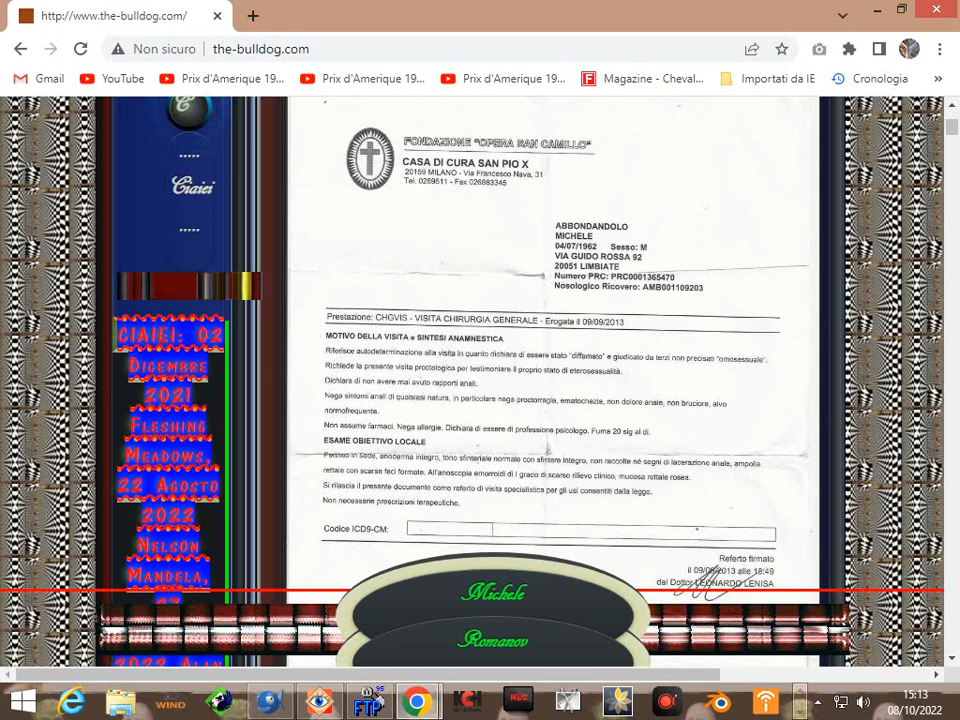 http://www.the-bulldog.com/
Non sicuro
the-bulldog.com
Gmail
YouTube
Prix d'Amerique 19...
Prix d'Amerique 19...
Prix d'Amerique 19...
Magazine - Cheval...
Importati da IE
Cronologia
»
.....
Ciaiei
.....
CIAIEI: 02
DICEMBRE
2021
FLESHING
MEADOWS,
22 AGOSTO
2022
NELSON
MANDELA,
27
2022 ALAN
FONDAZIONE "OPERA SAN CAMILLO"
CASA DI CURA SAN PIO X
20159 MILANO - Via Francesco Nava, 31
Tel. 0269511 - Fax 026883345
ABBONDANDOLO
MICHELE
04/07/1962 Sesso: M
VIA GUIDO ROSSA 92
20051 LIMBIATE
Numero PRC: PRC0001365470
Nosologico Ricovero: AMB001109203
Prestazione: CHGVIS - VISITA CHIRURGIA GENERALE - Erogata il 09/09/2013
MOTIVO DELLA VISITA e SINTESI ANAMNESTICA
Riferisce autodeterminazione alla visita in quanto dichiara di essere stato "diffamato" e giudicato da terzi non precisati "omosessuale".
Richiede la presente visita proctologica per testimoniare il proprio stato di eterosessualità.
Dichiara di non avere mai avuto rapporti anali.
Nega sintomi anali di qualsiasi natura, in particolare nega proctorragia, ematochezia, non dolore anale, non bruciore, alvo
normofrequente.
Non assume farmaci. Nega allergie. Dichiara di essere di professione psicologo. Fuma 20 sig al dì.
ESAME OBIETTIVO LOCALE
Perineo in sede, anoderma integro, tono sfinteriale normale con sfintere integro, non raccolte né segni di lacerazione anale, ampolla
rettale con scarse feci formate. All'anoscopia emorroidi di I grado di scarso rilievo clinico, mucosa rettale rosea.
Si rilascia il presente documento come referto di visita specialistica per gli usi consentiti dalla legge.
Non necessarie prescrizioni terapeutiche.
Codice ICD9-CM:
Referto firmato
il 09/09/2013 alle 18:49
dal Dottor LEONARDO LENISA
Michele
Romanov
WIND
95
FTP
REC
15:13
08/10/2022